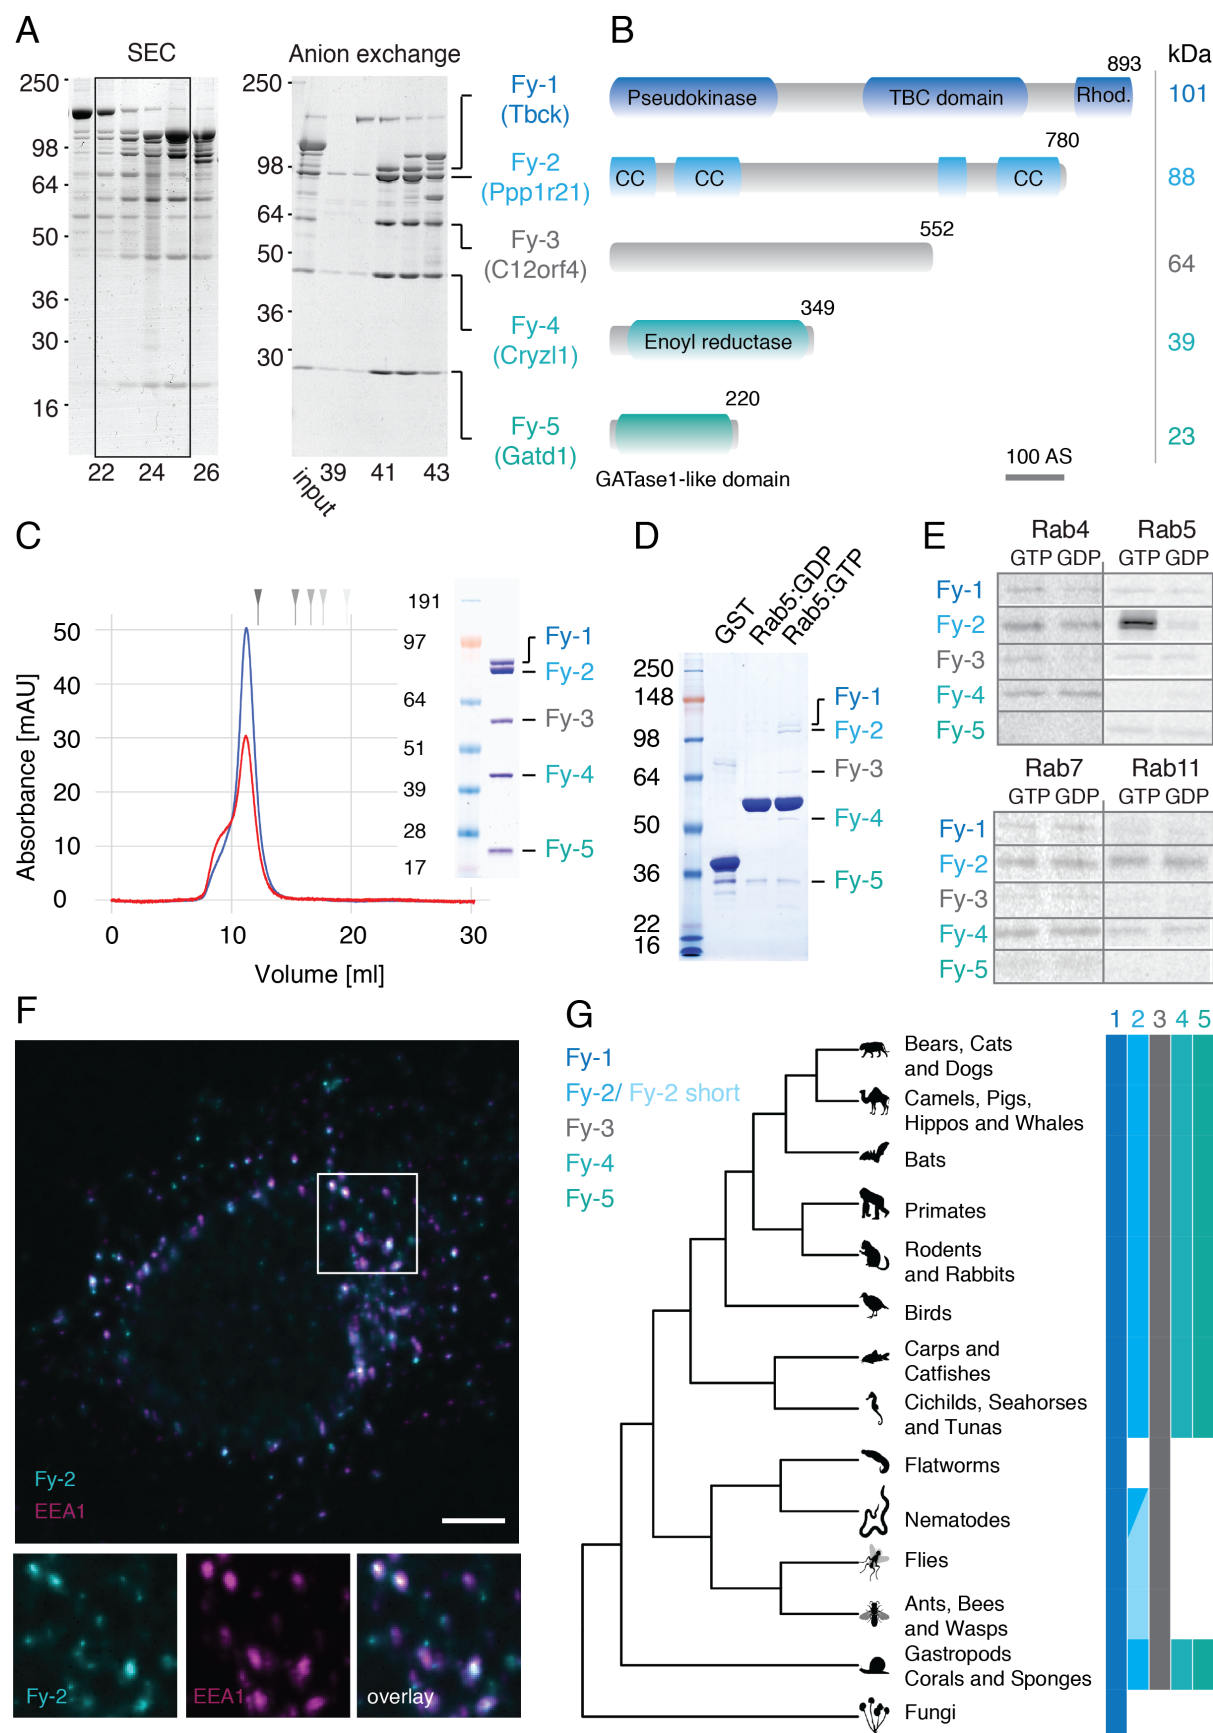 A
SEC
Anion exchange
250
98
64
50
36
30
16
22
24
26
250
98
64
50
36
30
input
39
41
43
Fy-1
(Tbck)
Fy-2
(Ppp1r21)
Fy-3
(C12orf4)
Fy-4
(Cryzl1)
Fy-5
(Gatd1)
B
kDa
893
Pseudokinase
TBC domain
Rhod.
101
780
CC
CC
CC
88
552
64
349
Enoyl reductase
39
220
23
GATase1-like domain
100 AS
C
Absorbance [mAU]
50
40
30
20
10
0
0
10
20
30
Volume [ml]
191
97
64
51
39
28
17
Fy-1
Fy-2
Fy-3
Fy-4
Fy-5
D
GST
Rab5:GDP
Rab5:GTP
250
148
98
64
50
36
22
16
Fy-1
Fy-2
Fy-3
Fy-4
Fy-5
E
Rab4
Rab5
GTP GDP
GTP GDP
Fy-1
Fy-2
Fy-3
Fy-4
Fy-5
Rab7
Rab11
GTP GDP
GTP GDP
Fy-1
Fy-2
Fy-3
Fy-4
Fy-5
F
Fy-2
EEA1
Fy-2
EEA1
overlay
G
Fy-1
Fy-2/ Fy-2 short
Fy-3
Fy-4
Fy-5
1 2 3 4 5
Bears, Cats
and Dogs
Camels, Pigs,
Hippos and Whales
Bats
Primates
Rodents
and Rabbits
Birds
Carps and
Catfishes
Cichilds, Seahorses
and Tunas
Flatworms
Nematodes
Flies
Ants, Bees
and Wasps
Gastropods
Corals and Sponges
Fungi